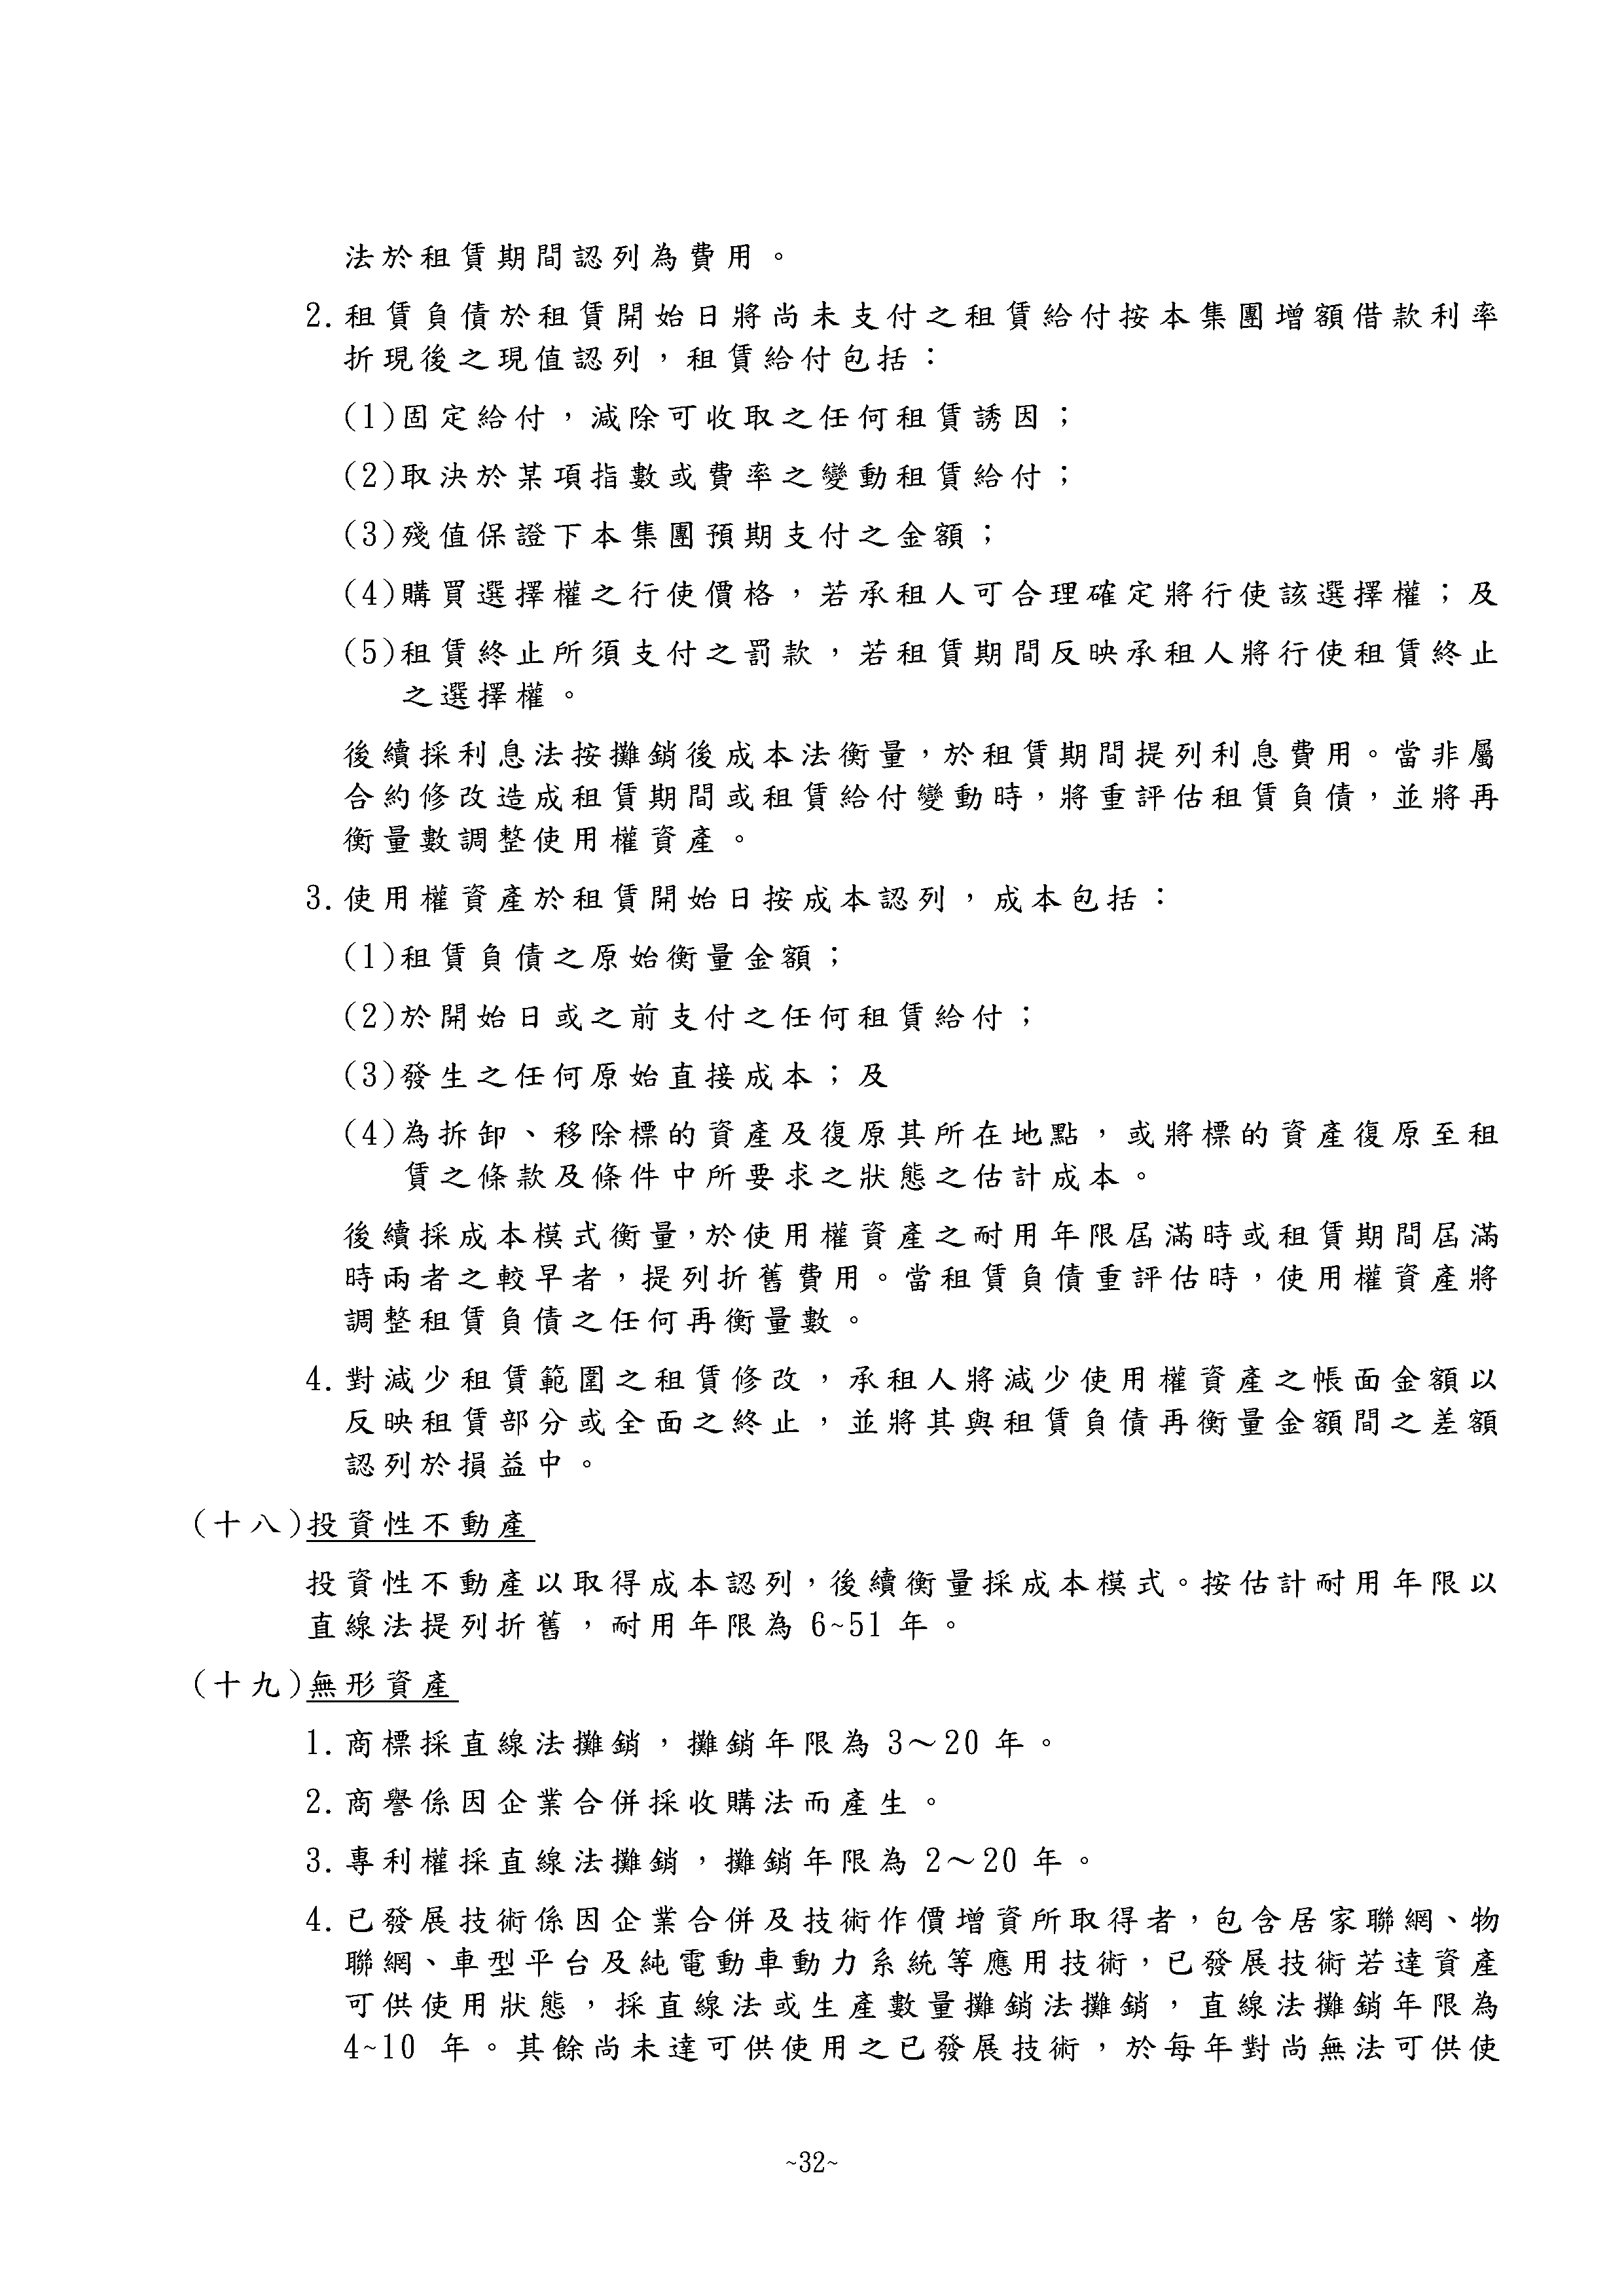 法於租賃期間認列為費用。
2.租賃負債於租賃開始日將尚未支付之租賃給付按本集團增額借款利率
折現後之現值認列，租賃給付包括：
(1)固定給付，減除可收取之任何租賃誘因；
(2)取決於某項指數或費率之變動租賃給付；
(3)殘值保證下本集團預期支付之金額；
(4)購買選擇權之行使價格，若承租人可合理確定將行使該選擇權；及
(5)租賃終止所須支付之罰款，若租賃期間反映承租人將行使租賃終止
之選擇權。
後續採利息法按攤銷後成本法衡量，於租賃期間提列利息費用。當非屬
合約修改造成租賃期間或租賃給付變動時，將重評估租賃負債，並將再
衡量數調整使用權資產。
3.使用權資產於租賃開始日按成本認列，成本包括：
(1)租賃負債之原始衡量金額；
(2)於開始日或之前支付之任何租賃給付；
(3)發生之任何原始直接成本；及
(4)為拆卸、移除標的資產及復原其所在地點，或將標的資產復原至租
賃之條款及條件中所要求之狀態之估計成本。
後續採成本模式衡量，於使用權資產之耐用年限屆滿時或租賃期間屆滿
時兩者之較早者，提列折舊費用。當租賃負債重評估時，使用權資產將
調整租賃負債之任何再衡量數。
4.對減少租賃範圍之租賃修改，承租人將減少使用權資產之帳面金額以
反映租賃部分或全面之終止，並將其與租賃負債再衡量金額間之差額
認列於損益中。
(十八)投資性不動產
投資性不動產以取得成本認列，後續衡量採成本模式。按估計耐用年限以
直線法提列折舊，耐用年限為 6~51 年。
(十九)無形資產
1.商標採直線法攤銷，攤銷年限為 3～20 年。
2.商譽係因企業合併採收購法而產生。
3.專利權採直線法攤銷，攤銷年限為 2～20 年。
4.已發展技術係因企業合併及技術作價增資所取得者，包含居家聯網、物
聯網、車型平台及純電動車動力系統等應用技術，已發展技術若達資產
可供使用狀態，採直線法或生產數量攤銷法攤銷，直線法攤銷年限為
4~10 年。其餘尚未達可供使用之已發展技術，於每年對尚無法可供使
~32~